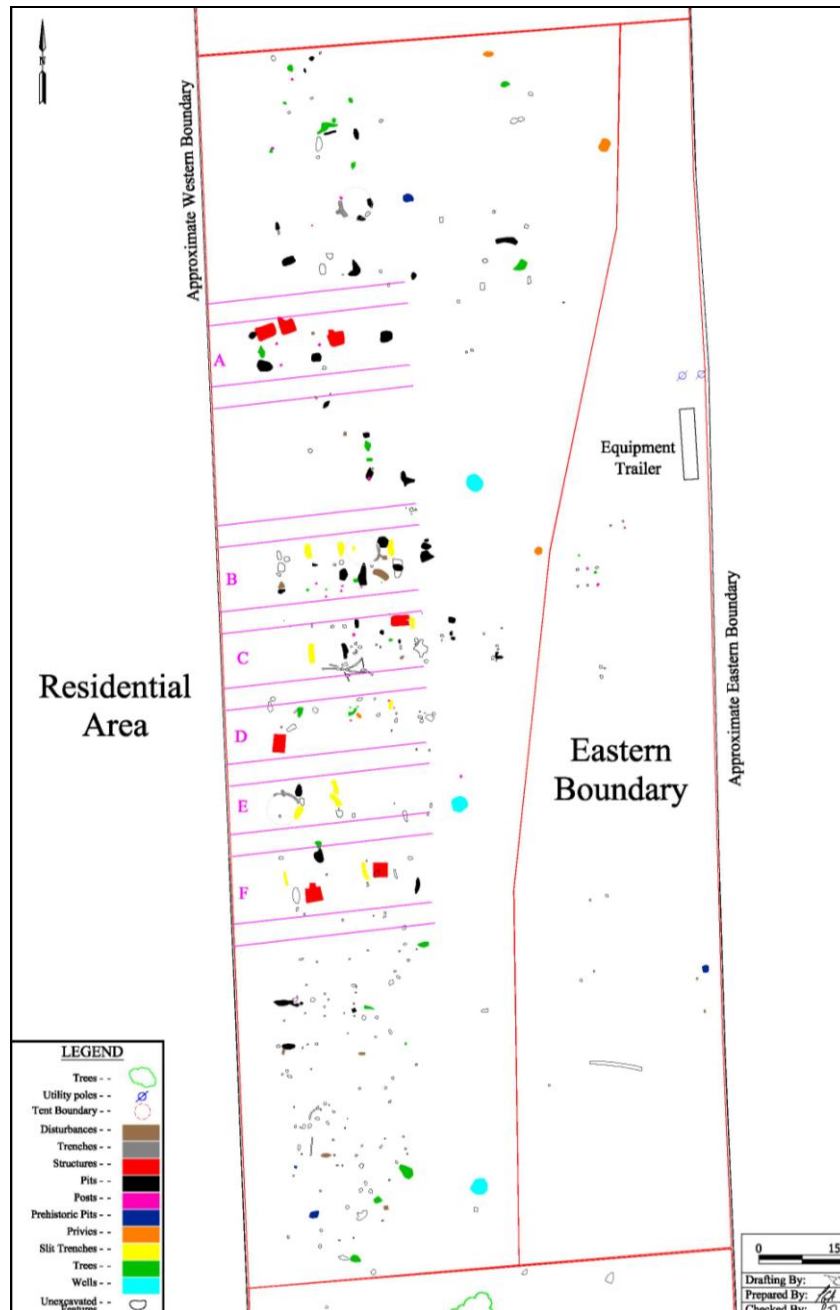 Approximate Western Boundary
A
Equipment
Trailer
B
Approximate Eastern Boundary
C
Residential
Area
D
Eastern
Boundary
E
F
LEGEND
Trees - -
Utility poles - -
Tent Boundary - -
Disturbances - -
Trenches - -
Structures - -
Pits - -
Posts - -
Prehistoric Pits - -
Privies - -
Slit Trenches - -
Trees - -
Wells - -
Unexcavated - -
0 15
Drafting By:
Prepared By:
Checked By: